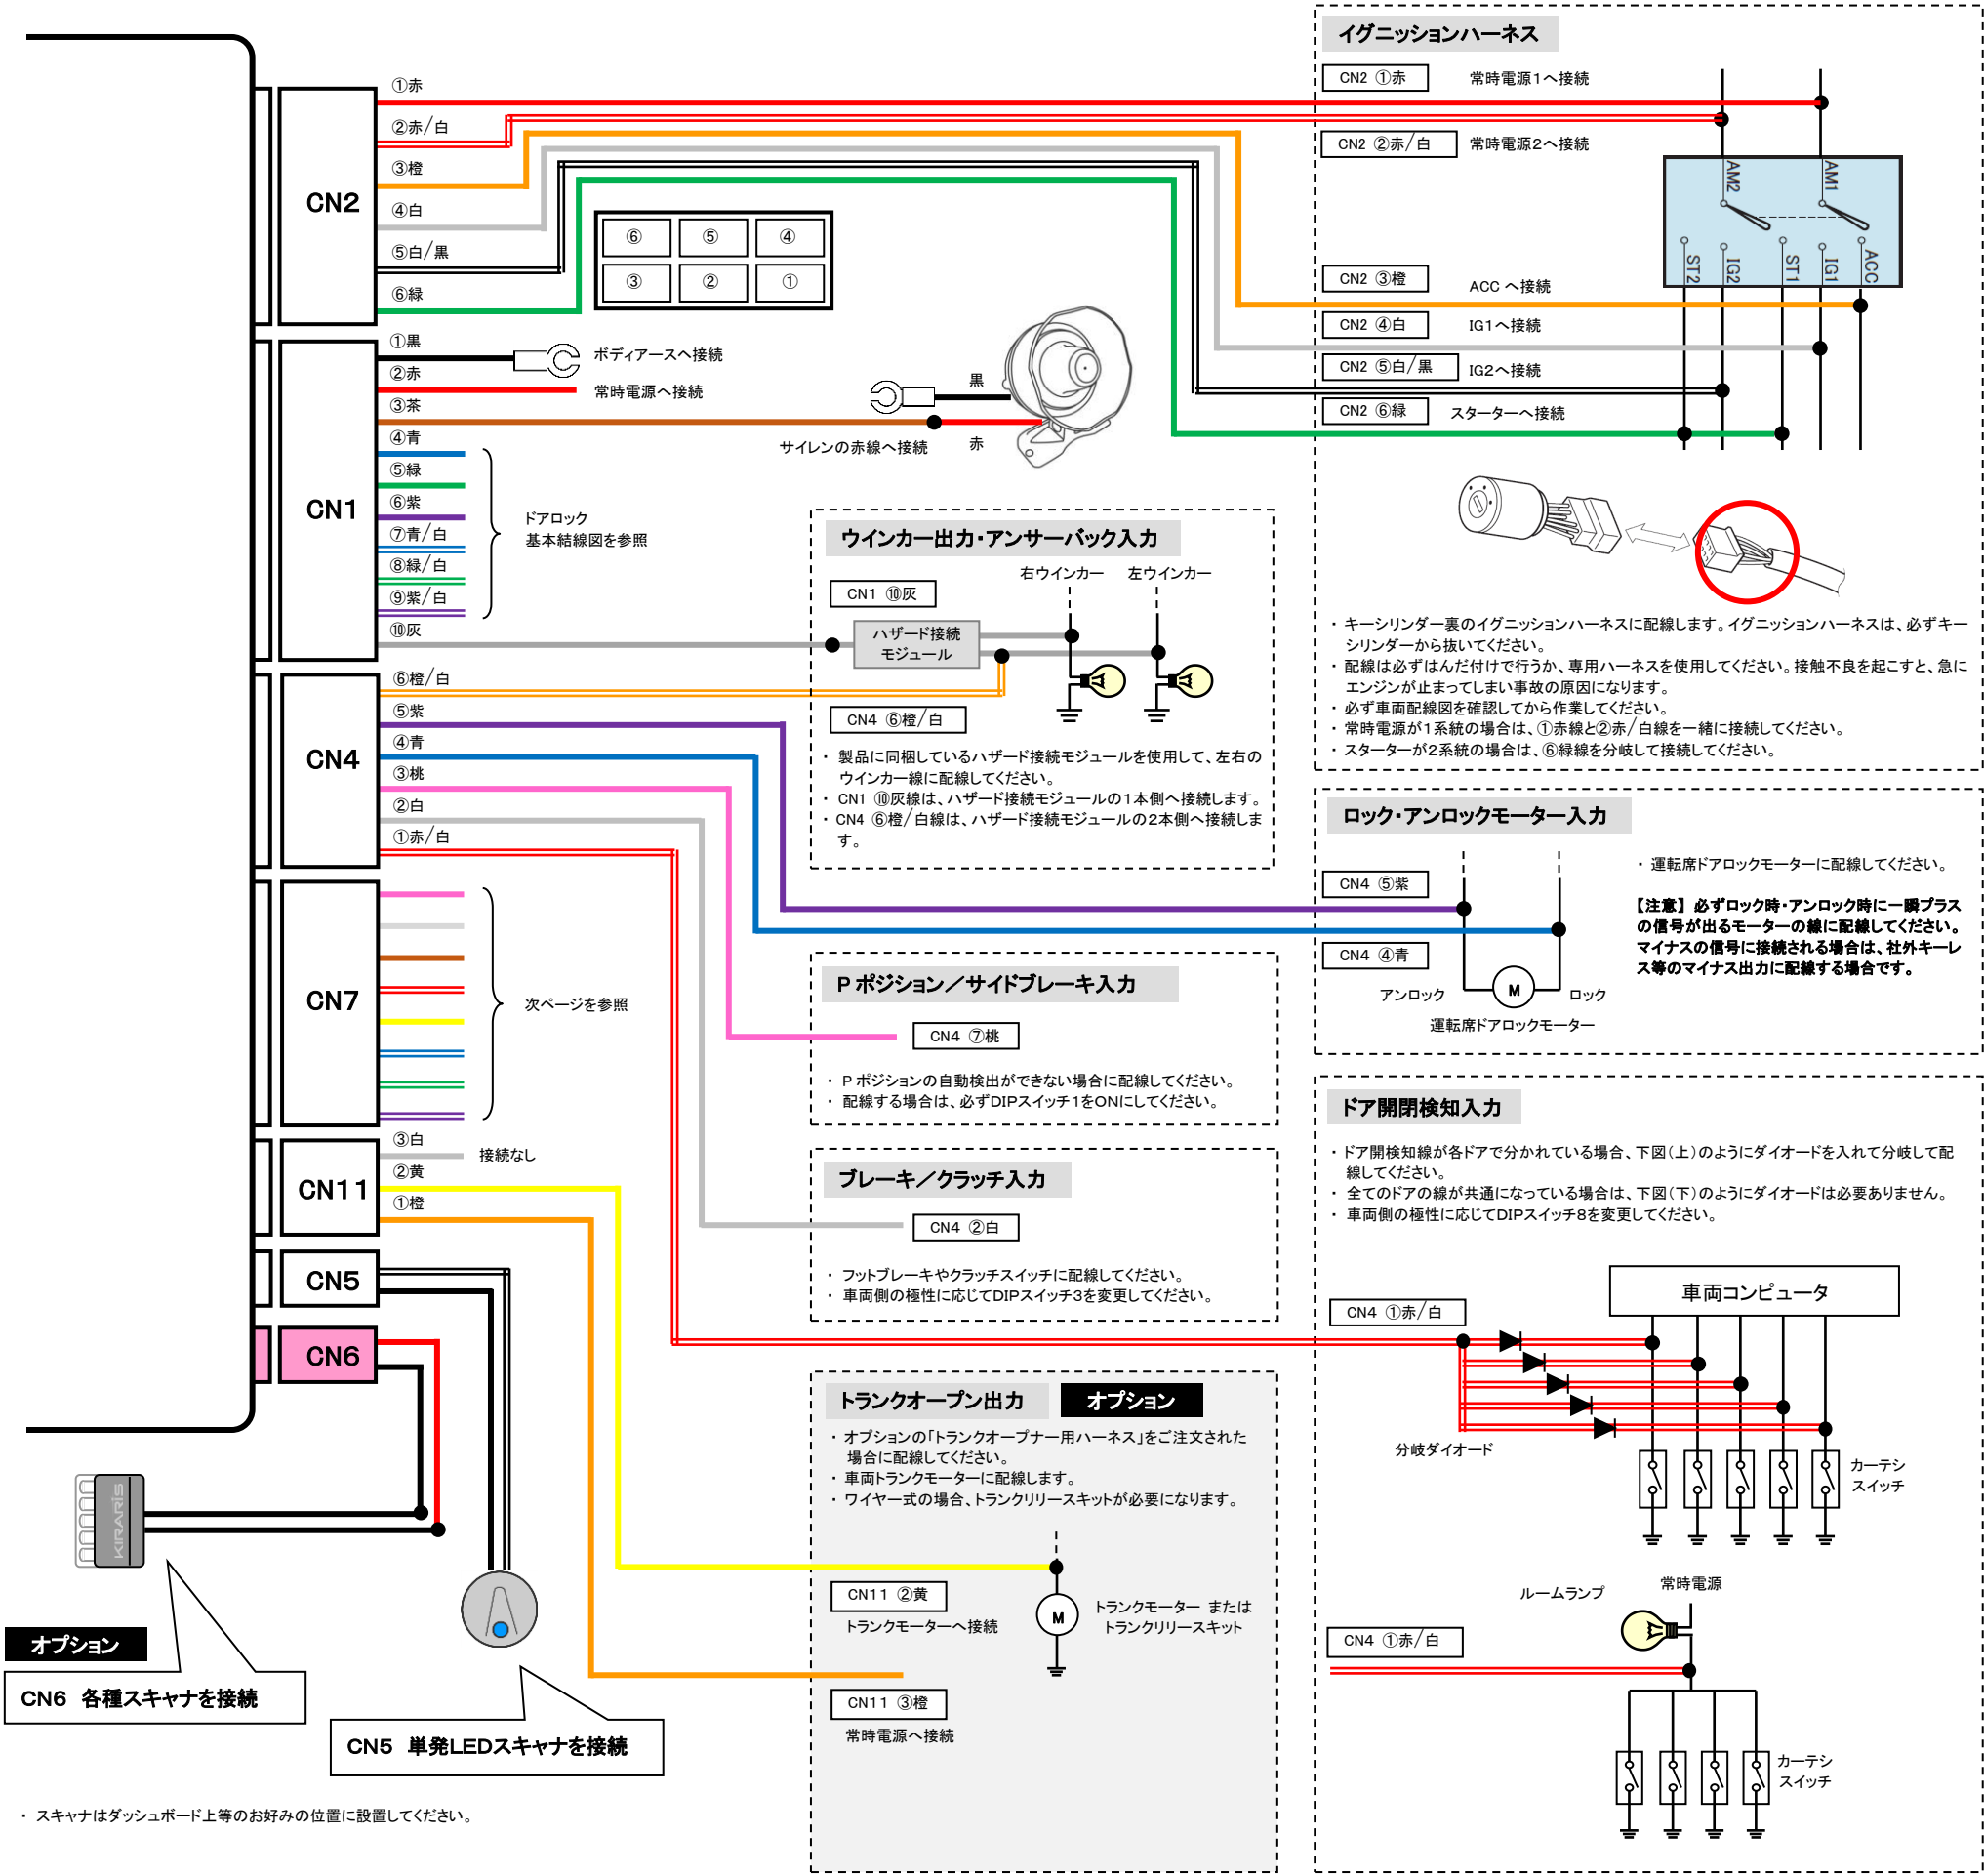 ①赤
②赤/白
③橙
④白
⑤白/黒
⑥緑
CN2
⑥ ⑤ ④
③ ② ①
①黒
ボディアースへ接続
②赤
常時電源へ接続
③茶
サイレンの赤線へ接続
黒
赤
④青
⑤緑
⑥紫
⑦青/白
⑧緑/白
⑨紫/白
⑩灰
CN1
ドアロック
基本結線図を参照
⑥橙/白
⑤紫
④青
③桃
②白
①赤/白
CN4
CN7
次ページを参照
③白
接続なし
②黄
①橙
CN11
CN5
CN6
KIRARIS
オプション
CN6 各種スキャナを接続
CN5 単発LEDスキャナを接続
・ スキャナはダッシュボード上等のお好みの位置に設置してください。
ウインカー出力・アンサーバック入力
右ウインカー 左ウインカー
CN1 ⑩灰
ハザード接続
モジュール
CN4 ⑥橙/白
・ 製品に同梱しているハザード接続モジュールを使用して、左右の
ウインカー線に配線してください。
・ CN1 ⑩灰線は、ハザード接続モジュールの1本側へ接続します。
・ CN4 ⑥橙/白線は、ハザード接続モジュールの2本側へ接続しま
す。
P ポジション／サイドブレーキ入力
CN4 ⑦桃
・ P ポジションの自動検出ができない場合に配線してください。
・ 配線する場合は、必ずDIPスイッチ1をONにしてください。
ブレーキ／クラッチ入力
CN4 ②白
・ フットブレーキやクラッチスイッチに配線してください。
・ 車両側の極性に応じてDIPスイッチ3を変更してください。
トランクオープン出力 オプション
・ オプションの「トランクオープナー用ハーネス」をご注文された
場合に配線してください。
・ 車両トランクモーターに配線します。
・ ワイヤー式の場合、トランクリリースキットが必要になります。
CN11 ②黄
トランクモーターへ接続
M
トランクモーター または
トランクリリースキット
CN11 ③橙
常時電源へ接続
イグニッションハーネス
CN2 ①赤 常時電源1へ接続
CN2 ②赤/白 常時電源2へ接続
AM2 AM1
ST2 IG2 ST1 IG1 ACC
CN2 ③橙 ACC へ接続
CN2 ④白 IG1へ接続
CN2 ⑤白/黒 IG2へ接続
CN2 ⑥緑 スターターへ接続
・ キーシリンダー裏のイグニッションハーネスに配線します。イグニッションハーネスは、必ずキー
シリンダーから抜いてください。
・ 配線は必ずはんだ付けで行うか、専用ハーネスを使用してください。接触不良を起こすと、急に
エンジンが止まってしまい事故の原因になります。
・ 必ず車両配線図を確認してから作業してください。
・ 常時電源が1系統の場合は、①赤線と②赤/白線を一緒に接続してください。
・ スターターが2系統の場合は、⑥緑線を分岐して接続してください。
ロック・アンロックモーター入力
CN4 ⑤紫
CN4 ④青
アンロック
M
ロック
運転席ドアロックモーター
・ 運転席ドアロックモーターに配線してください。
【注意】 必ずロック時・アンロック時に一瞬プラス
の信号が出るモーターの線に配線してください。
マイナスの信号に接続される場合は、社外キーレ
ス等のマイナス出力に配線する場合です。
ドア開閉検知入力
・ ドア開検知線が各ドアで分かれている場合、下図(上)のようにダイオードを入れて分岐して配
線してください。
・ 全てのドアの線が共通になっている場合は、下図(下)のようにダイオードは必要ありません。
・ 車両側の極性に応じてDIPスイッチ8を変更してください。
車両コンピュータ
CN4 ①赤/白
分岐ダイオード
カーテシ
スイッチ
ルームランプ
常時電源
CN4 ①赤/白
カーテシ
スイッチ